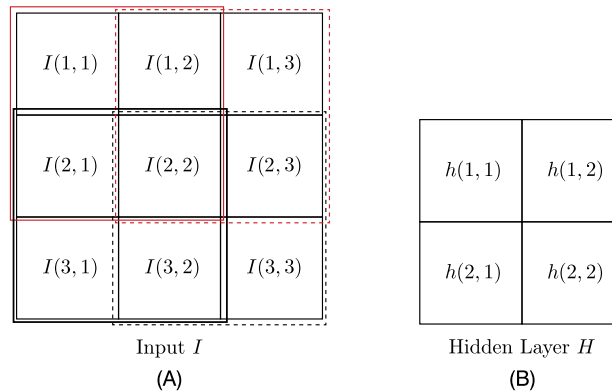 I(1, 1) I(1, 2) I(1, 3)
I(2, 1) I(2, 2) I(2, 3)
I(3, 1) I(3, 2) I(3, 3)
Input I
(A)
h(1, 1) h(1, 2)
h(2, 1) h(2, 2)
Hidden Layer H
(B)